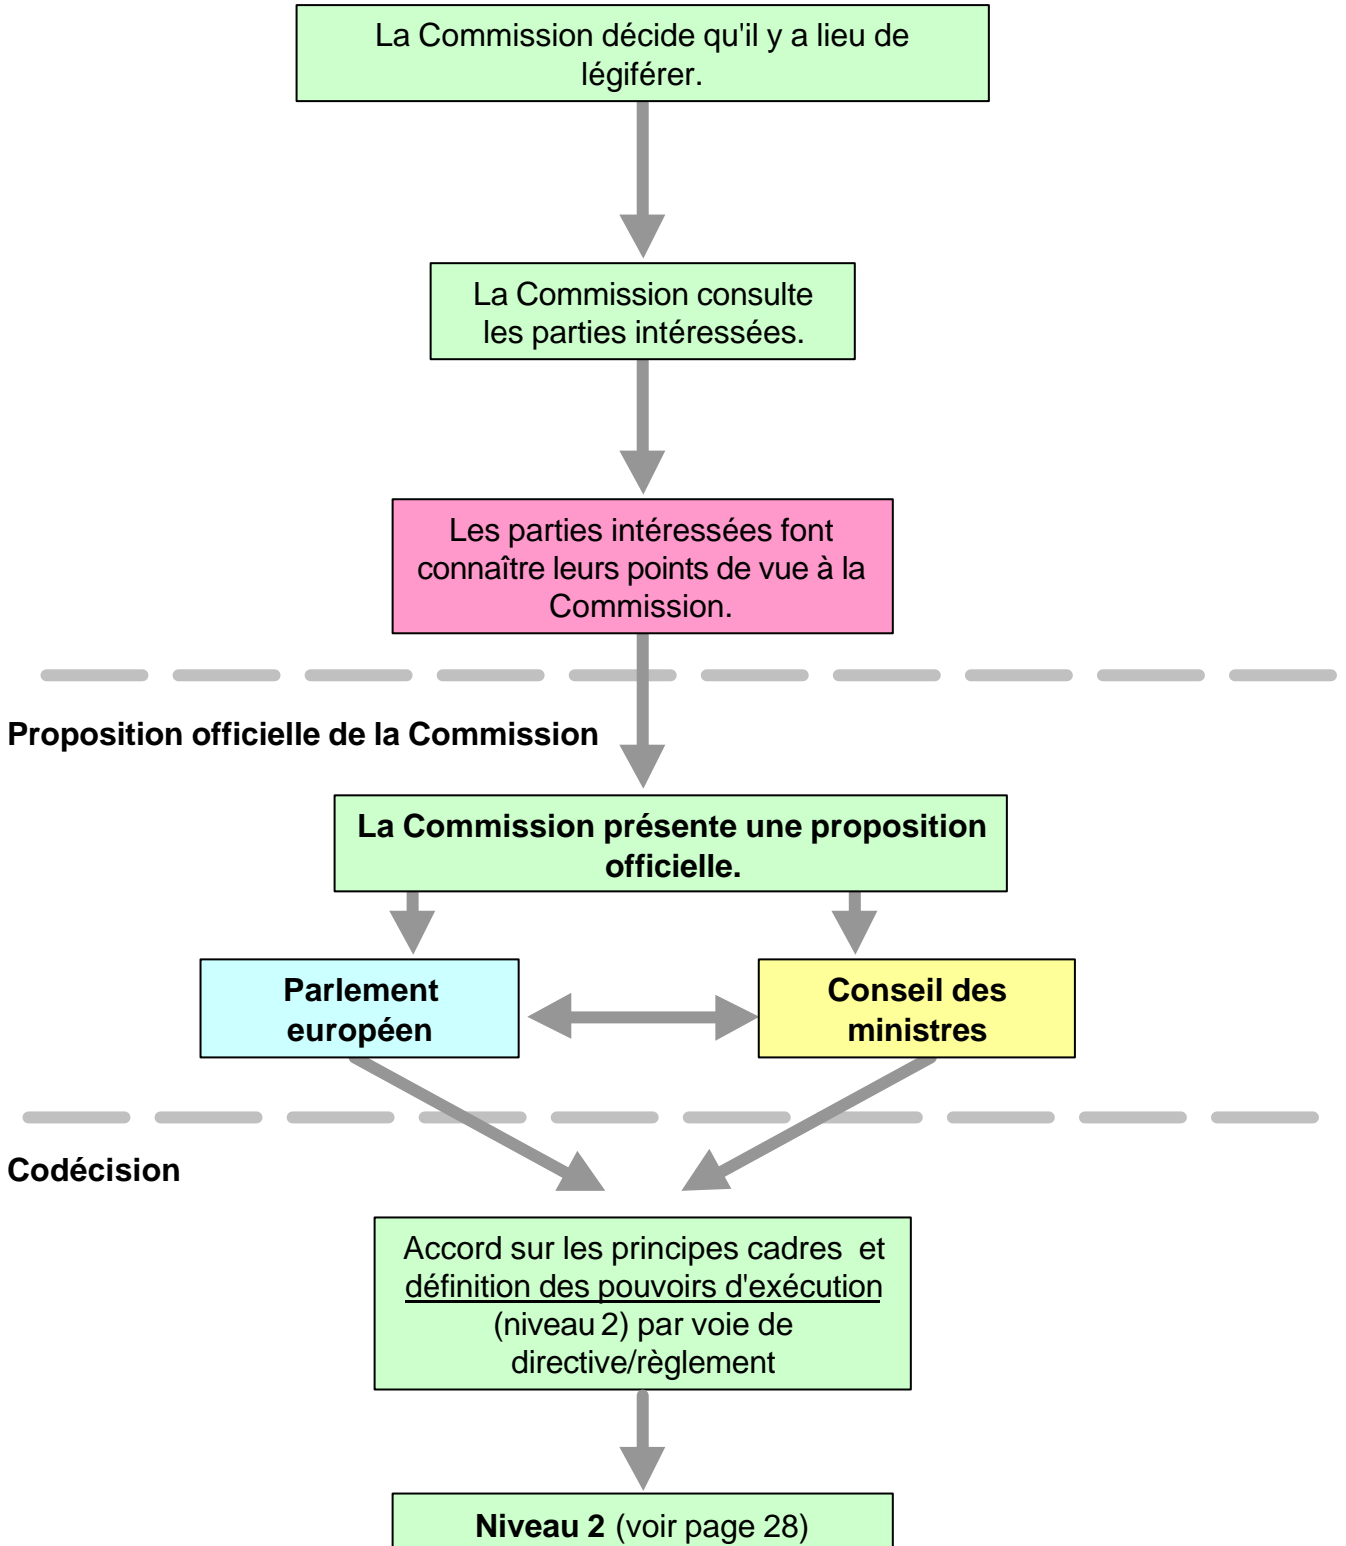 La Commission décide qu'il y a lieu de
légiférer.
La Commission consulte
les parties intéressées.
Les parties intéressées font
connaître leurs points de vue à la
Commission.
Proposition officielle de la Commission
La Commission présente une proposition
officielle.
Parlement
européen
Conseil des
ministres
Codécision
Accord sur les principes cadres et
définition des pouvoirs d'exécution
(niveau 2) par voie de
directive/règlement
Niveau 2 (voir page 28)